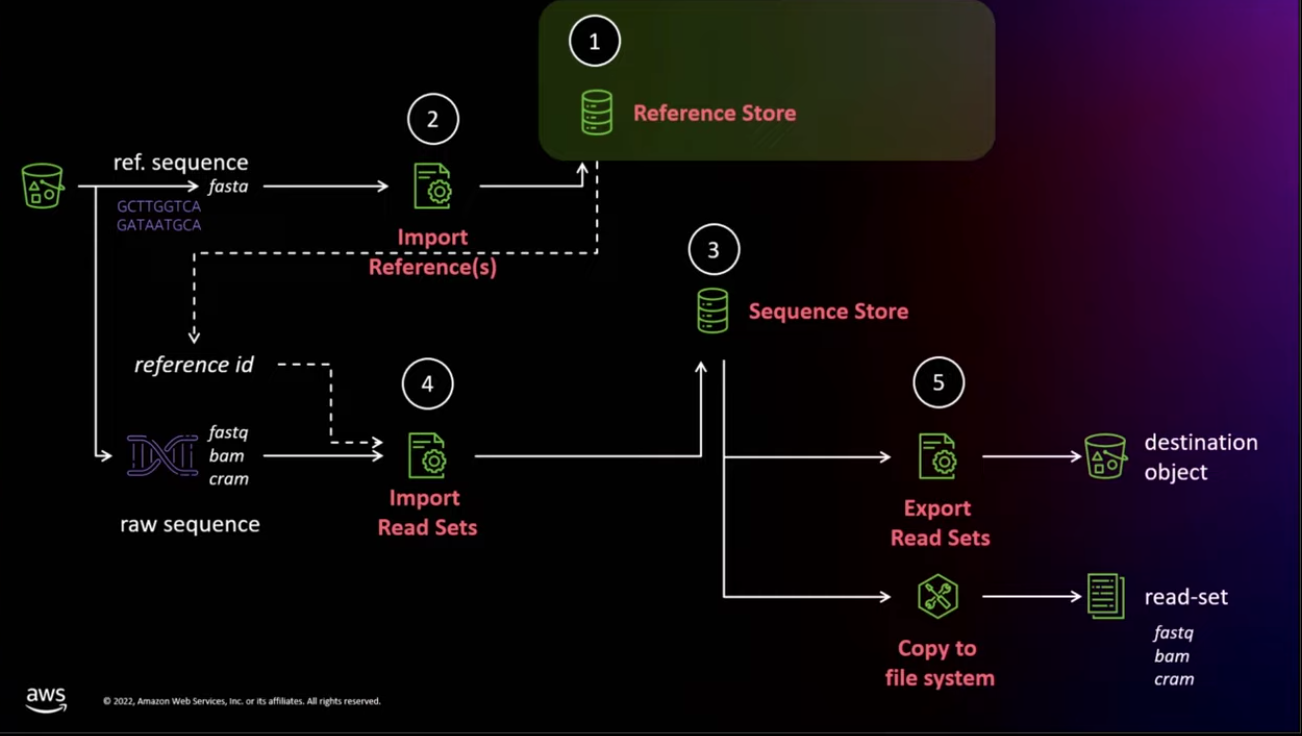 1
Reference Store
2
ref. sequence
fasta
GCTTGGTCA
GATAATGCA
Import
Reference(s)
3
Sequence Store
reference id
4
5
fastq
bam
cram
raw sequence
Import
Read Sets
destination
object
Export
Read Sets
read-set
fastq
bam
cram
Copy to
file system
aws
© 2022, Amazon Web Services, Inc. or its affiliates. All rights reserved.